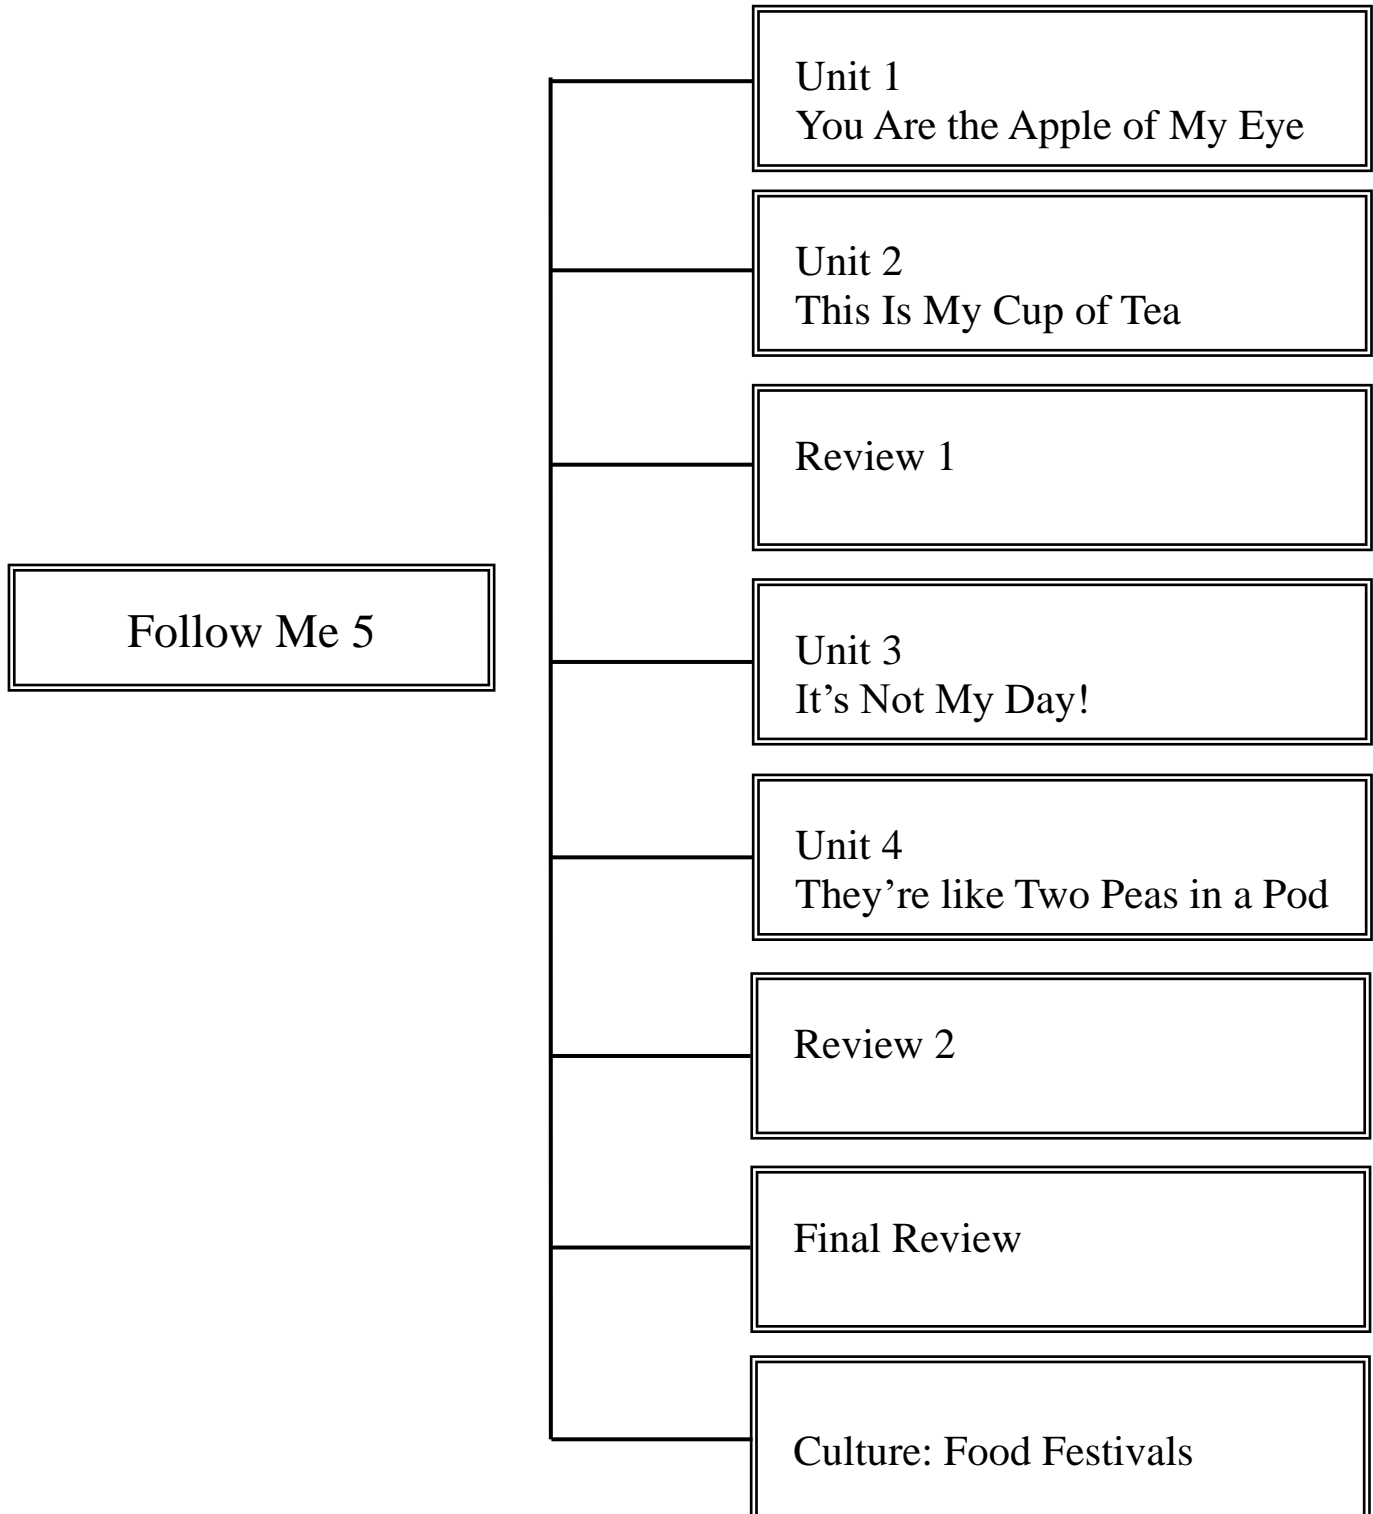 Unit 1
You Are the Apple of My Eye
Unit 2
This Is My Cup of Tea
Review 1
Follow Me 5
Unit 3
It’s Not My Day!
Unit 4
They’re like Two Peas in a Pod
Review 2
Final Review
Culture: Food Festivals